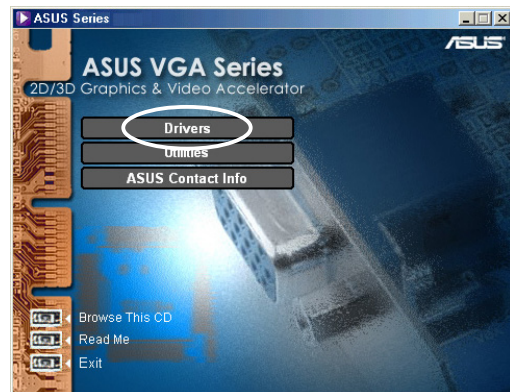 ASUS Series
ASUS
ASUS VGA Series
2D/3D Graphics & Video Accelerator
Drivers
Utilities
ASUS Contact Info
Browse This CD
Read Me
Exit